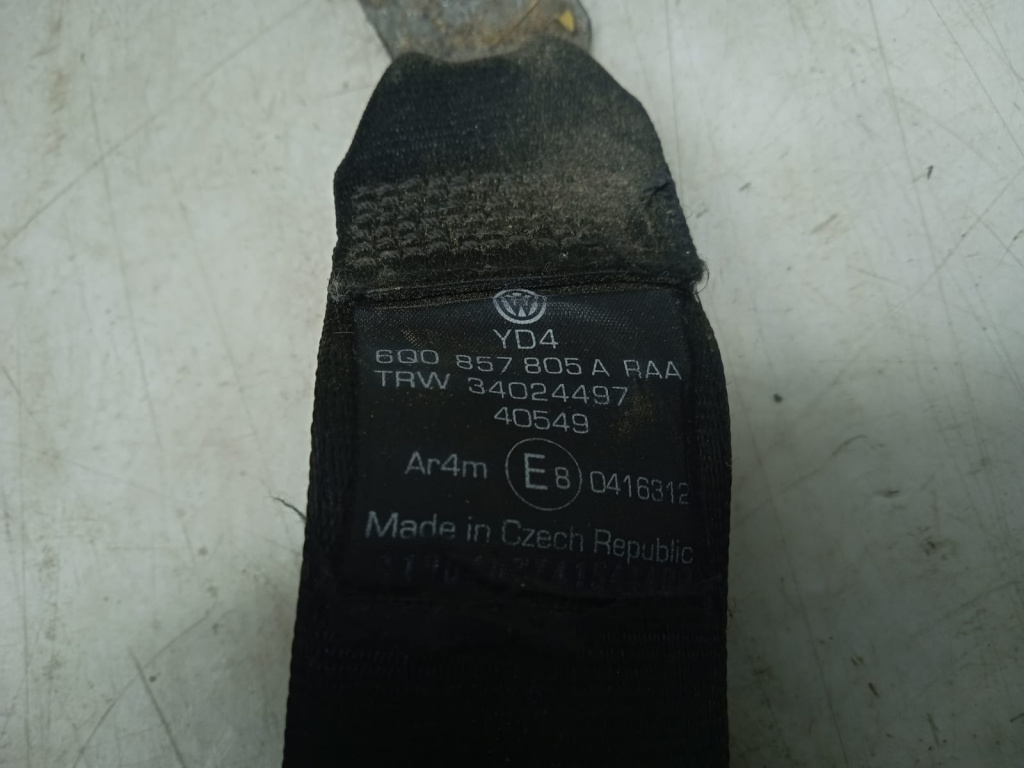 YD4
6Q0 857 805 A RAA
TRW 34024497
40549
Ar4m E8 0416312
Made in Czech Republic